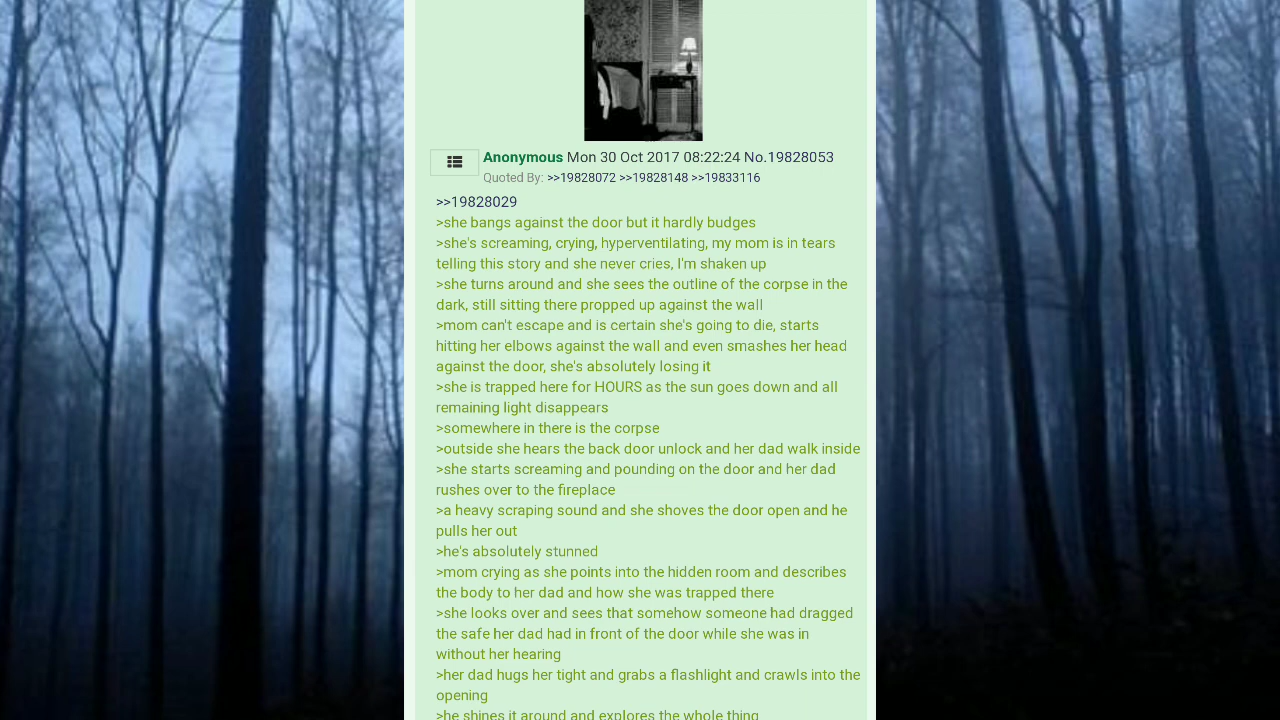 Anonymous Mon 30 Oct 2017 08:22:24 No.19828053
Quoted By: >>19828072 >>19828148 >>19833116
>>19828029
>she bangs against the door but it hardly budges
>she's screaming, crying, hyperventilating, my mom is in tears
telling this story and she never cries, I'm shaken up
>she turns around and she sees the outline of the corpse in the
dark, still sitting there propped up against the wall
>mom can't escape and is certain she's going to die, starts
hitting her elbows against the wall and even smashes her head
against the door, she's absolutely losing it
>she is trapped here for HOURS as the sun goes down and all
remaining light disappears
>somewhere in there is the corpse
>outside she hears the back door unlock and her dad walk inside
>she starts screaming and pounding on the door and her dad
rushes over to the fireplace
>a heavy scraping sound and she shoves the door open and he
pulls her out
>he's absolutely stunned
>mom crying as she points into the hidden room and describes
the body to her dad and how she was trapped there
>she looks over and sees that somehow someone had dragged
the safe her dad had in front of the door while she was in
without her hearing
>her dad hugs her tight and grabs a flashlight and crawls into the
opening
>he shines it around and explores the whole thing